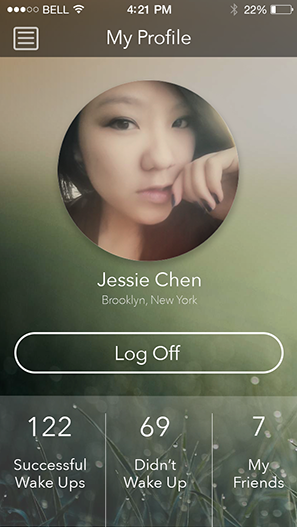 BELL 4:21 PM 22%
My Profile
Jessie Chen
Brooklyn, New York
Log Off
122 69 7
Successful Didn't My
Wake Ups Wake Up Friends